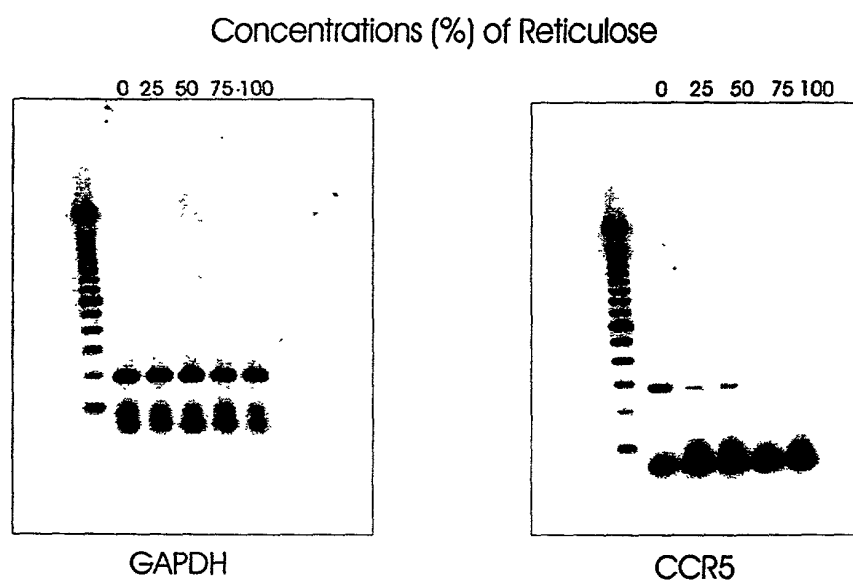 Concentrations (%) of Reticulose
0 25 50 75-100
0 25 50 75 100
GAPDH
CCR5